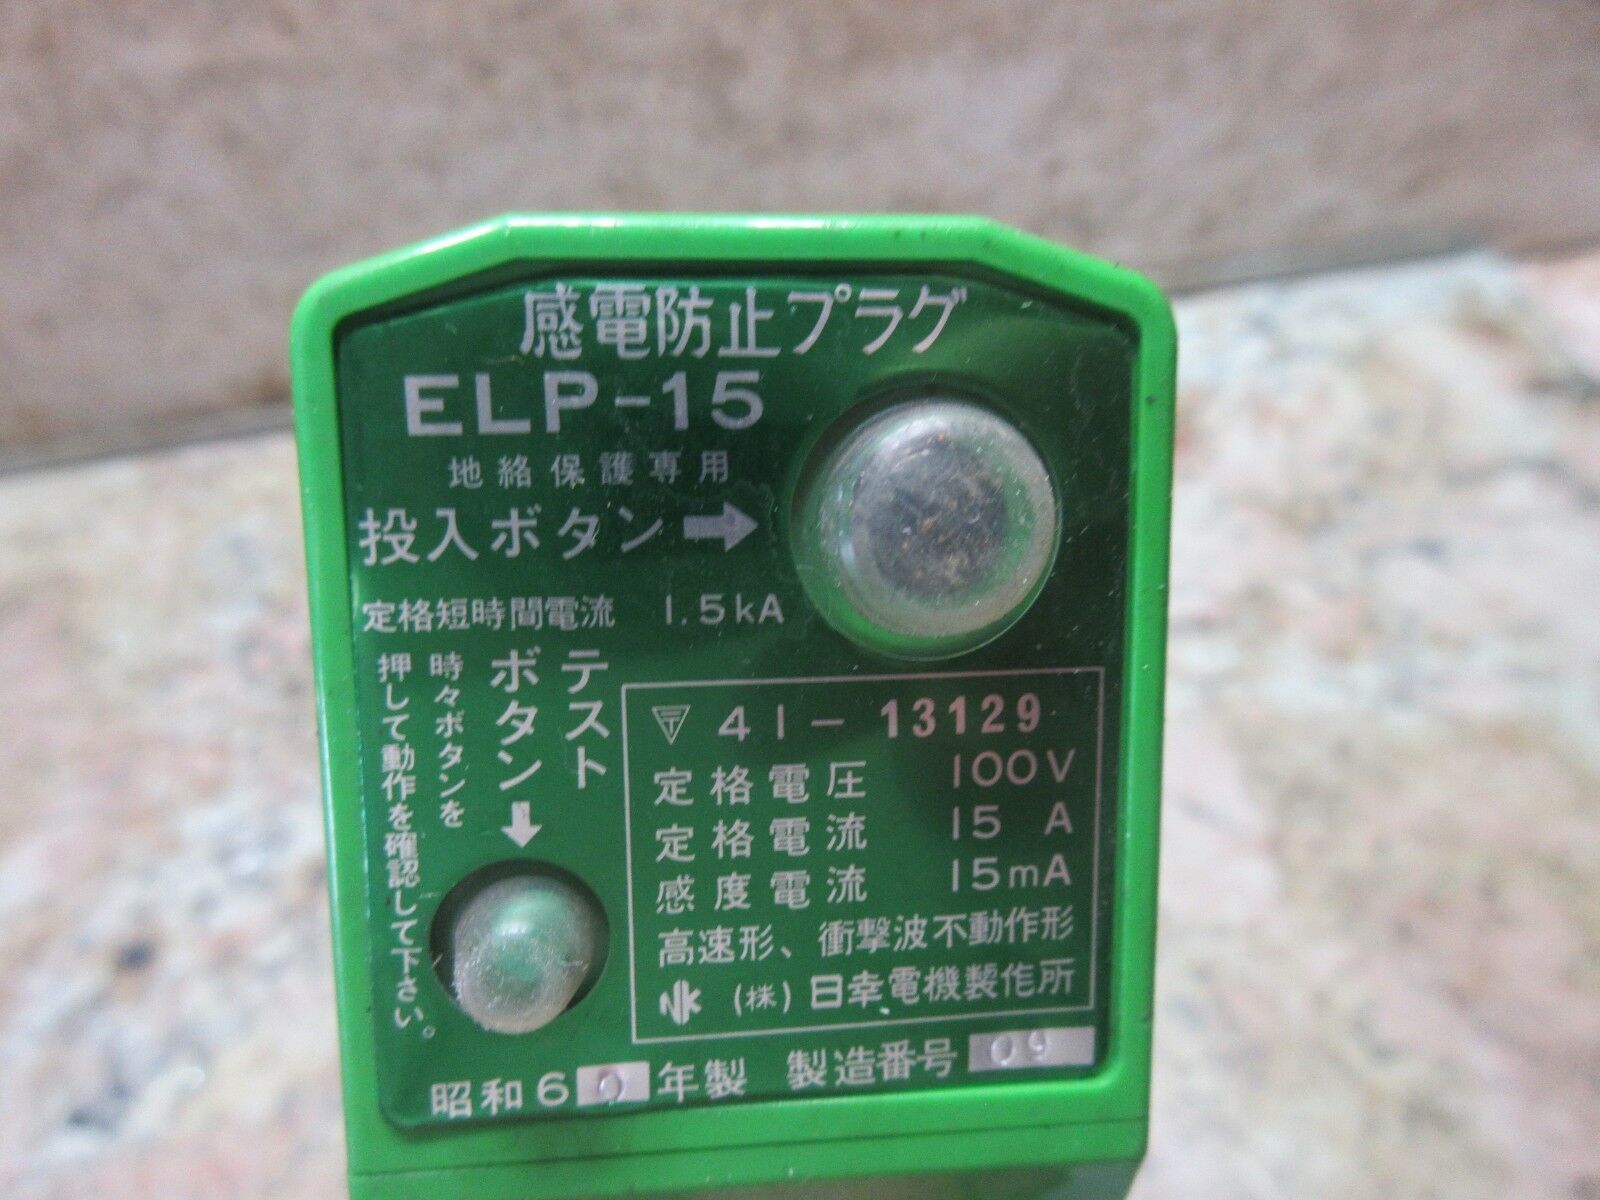 感電防止プラグ
ELP-15
地絡保護専用
投入ボタン➡
定格短時間電流 1.5kA
テスト
ボタン⬇
時々ボタンを
押して動作を確認して下さい。
〒 41-13129
定格電圧 100V
定格電流 15 A
感度電流 15mA
高速形、衝撃波不動作形
NK (株)日幸電機製作所
昭和60年製 製造番号 09